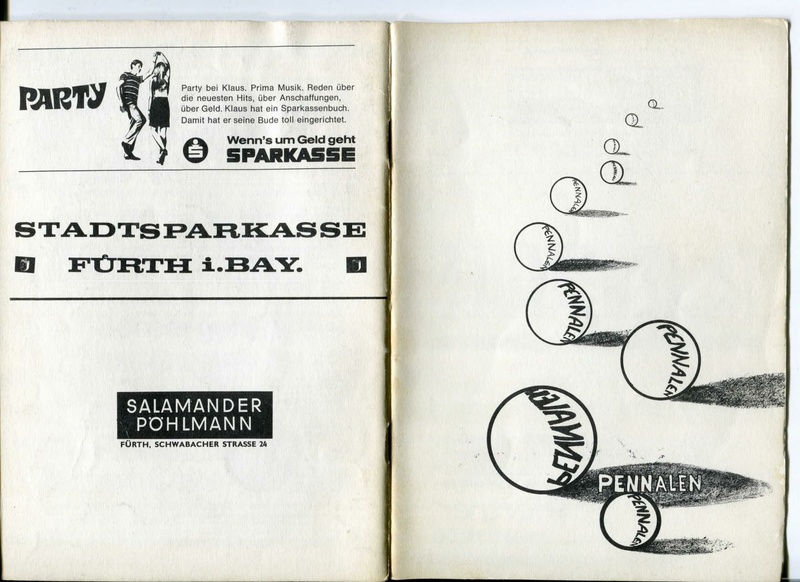 PARTY
Party bei Klaus. Prima Musik. Reden über
die neuesten Hits, über Anschaffungen,
über Geld. Klaus hat ein Sparkassenbuch.
Damit hat er seine Bude toll eingerichtet.
Wenn's um Geld geht
SPARKASSE
STADTSPARKASSE
FÜRTH i.BAY.
SALAMANDER
PÖHLMANN
FÜRTH, SCHWABACHER STRASSE 24
PENNALEN
PENNALEN
PENNALEN
PENNALEN
PENNALEN
PENNALEN
PENNALEN